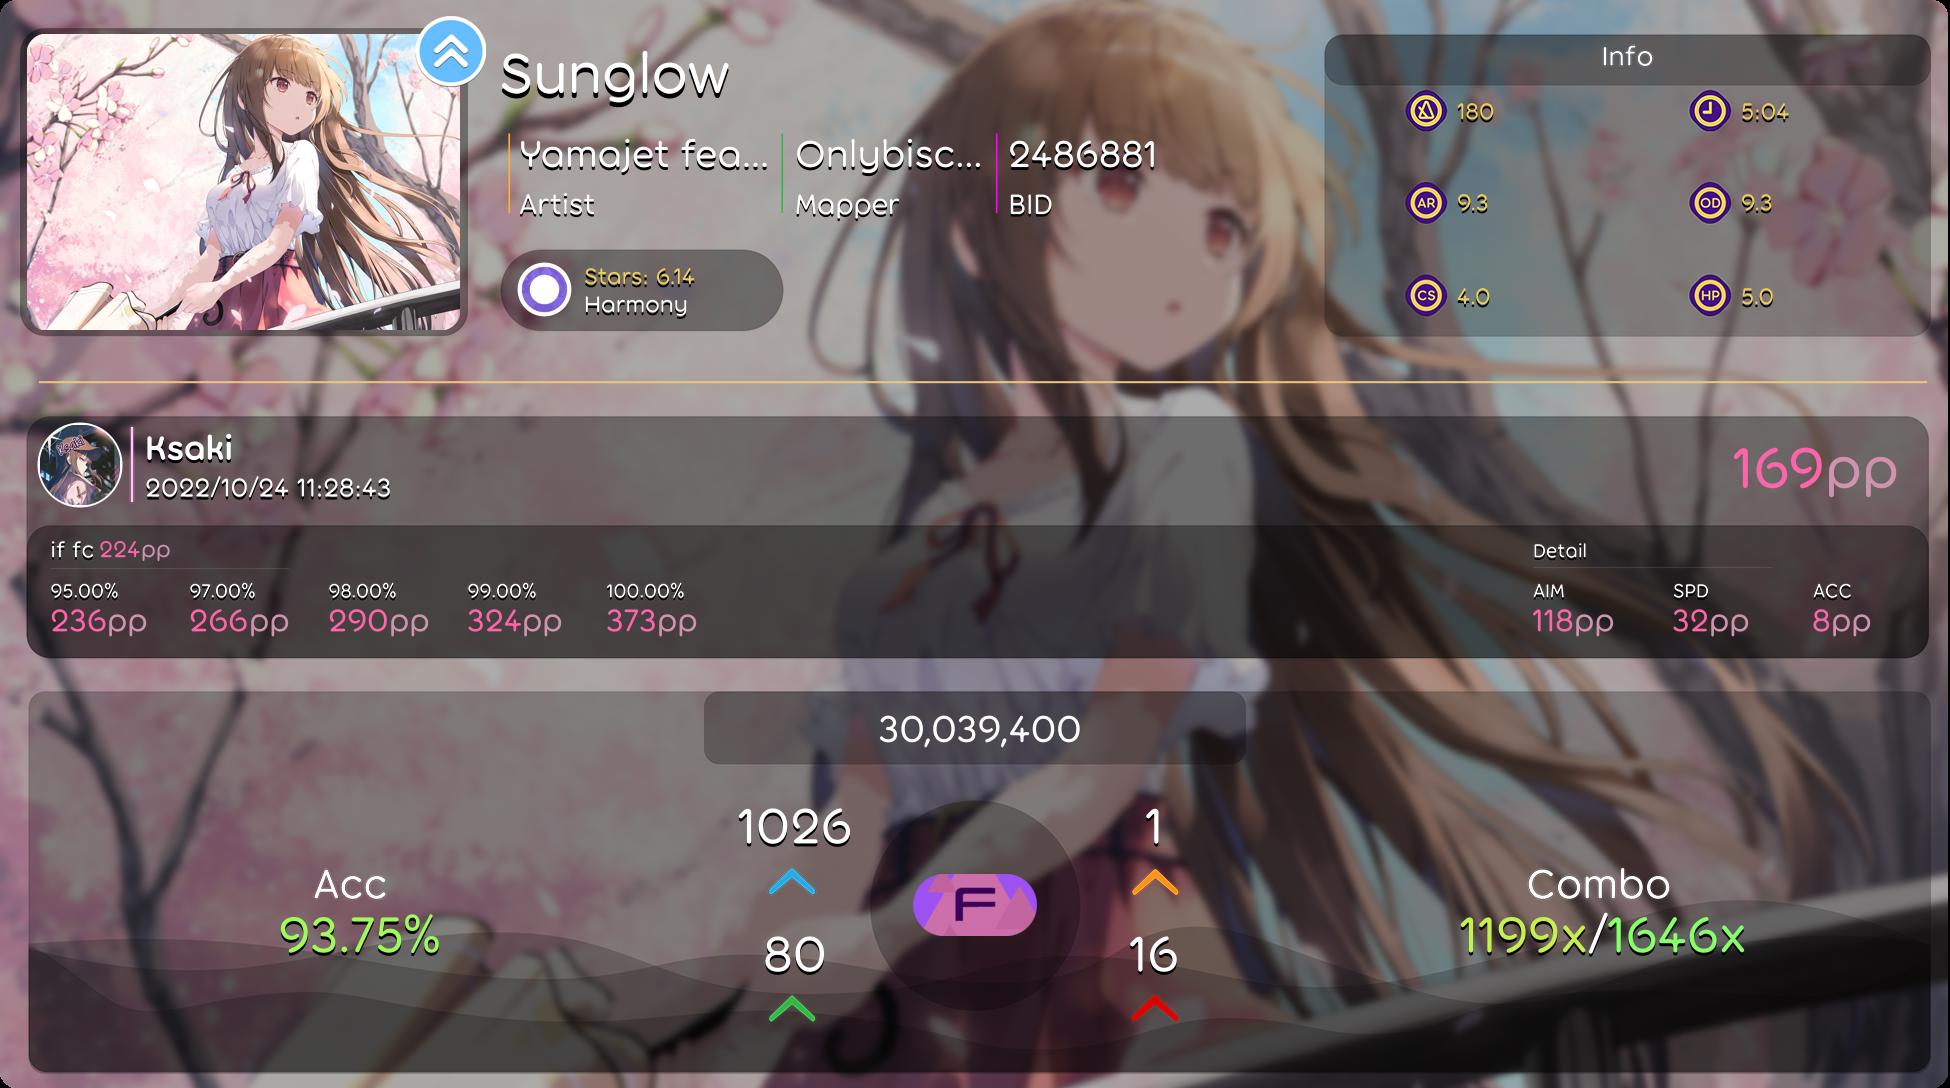 Sunglow
Yamajet fea...
Artist
Onlybisc...
Mapper
2486881
BID
Stars: 6.14
Harmony
Info
180
5:04
AR 9.3
OD 9.3
CS 4.0
HP 5.0
Ksaki
2022/10/24 11:28:43
169pp
if fc 224pp
95.00% 97.00% 98.00% 99.00% 100.00%
236pp 266pp 290pp 324pp 373pp
Detail
AIM SPD ACC
118pp 32pp 8pp
30,039,400
Acc
93.75%
1026
80
F
1
16
Combo
1199x/1646x